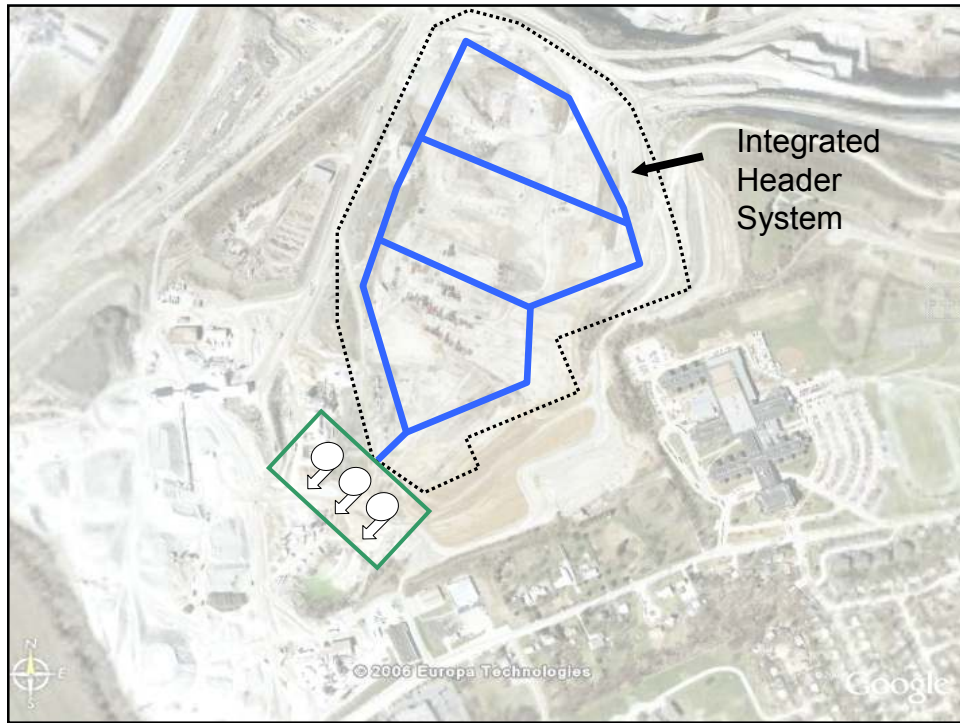 Integrated
Header
System
N
E
S
© 2006 Europa Technologies
Google